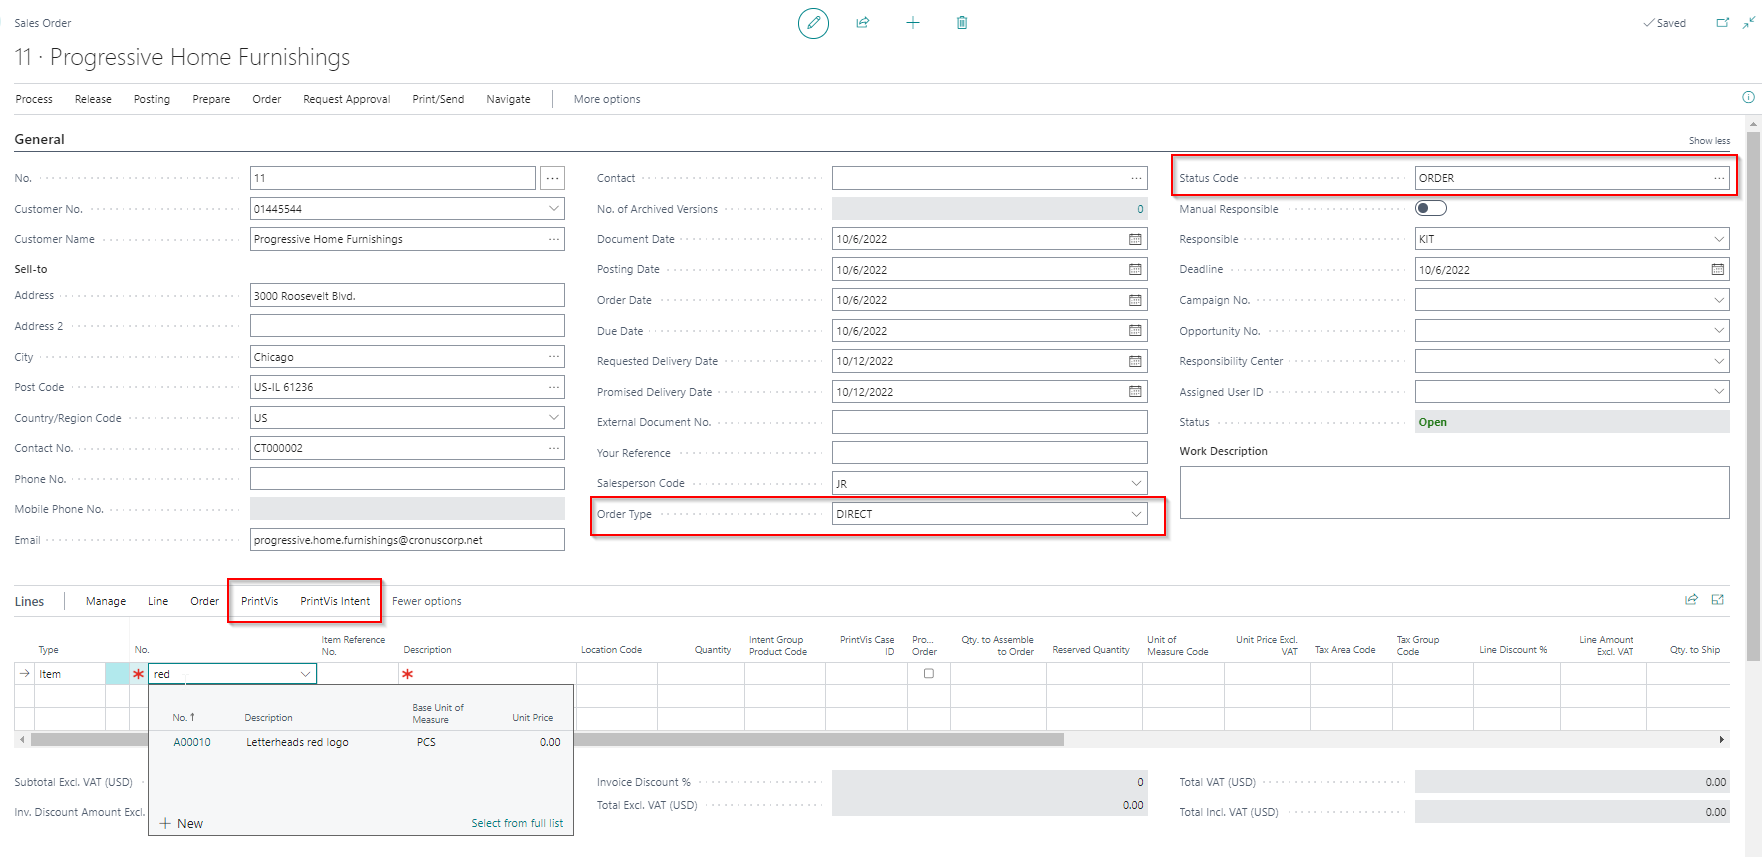 Sales Order
Saved
11 · Progressive Home Furnishings
Process Release Posting Prepare Order Request Approval Print/Send Navigate More options
General
Show less
No. 11
Customer No. 01445544
Customer Name Progressive Home Furnishings
Sell-to
Address 3000 Roosevelt Blvd.
Address 2
City Chicago
Post Code US-IL 61236
Country/Region Code US
Contact No. CT000002
Phone No.
Mobile Phone No.
Email progressive.home.furnishings@cronuscorp.net
Contact
No. of Archived Versions 0
Document Date 10/6/2022
Posting Date 10/6/2022
Order Date 10/6/2022
Due Date 10/6/2022
Requested Delivery Date 10/12/2022
Promised Delivery Date 10/12/2022
External Document No.
Your Reference
Salesperson Code JR
Order Type DIRECT
Status Code ORDER
Manual Responsible
Responsible KIT
Deadline 10/6/2022
Campaign No.
Opportunity No.
Responsibility Center
Assigned User ID
Status Open
Work Description
Lines Manage Line Order PrintVis PrintVis Intent Fewer options
Type No. Item Reference No. Description Location Code Quantity Intent Group Product Code PrintVis Case ID Pro... Order Qty. to Assemble to Order Reserved Quantity Unit of Measure Code Unit Price Excl. VAT Tax Area Code Tax Group Code Line Discount % Line Amount Excl. VAT Qty. to Ship
Item red
No. ↑ Description Base Unit of Measure Unit Price
A00010 Letterheads red logo PCS 0.00
+ New Select from full list
Subtotal Excl. VAT (USD)
Inv. Discount Amount Excl.
Invoice Discount % 0
Total Excl. VAT (USD) 0.00
Total VAT (USD) 0.00
Total Incl. VAT (USD) 0.00